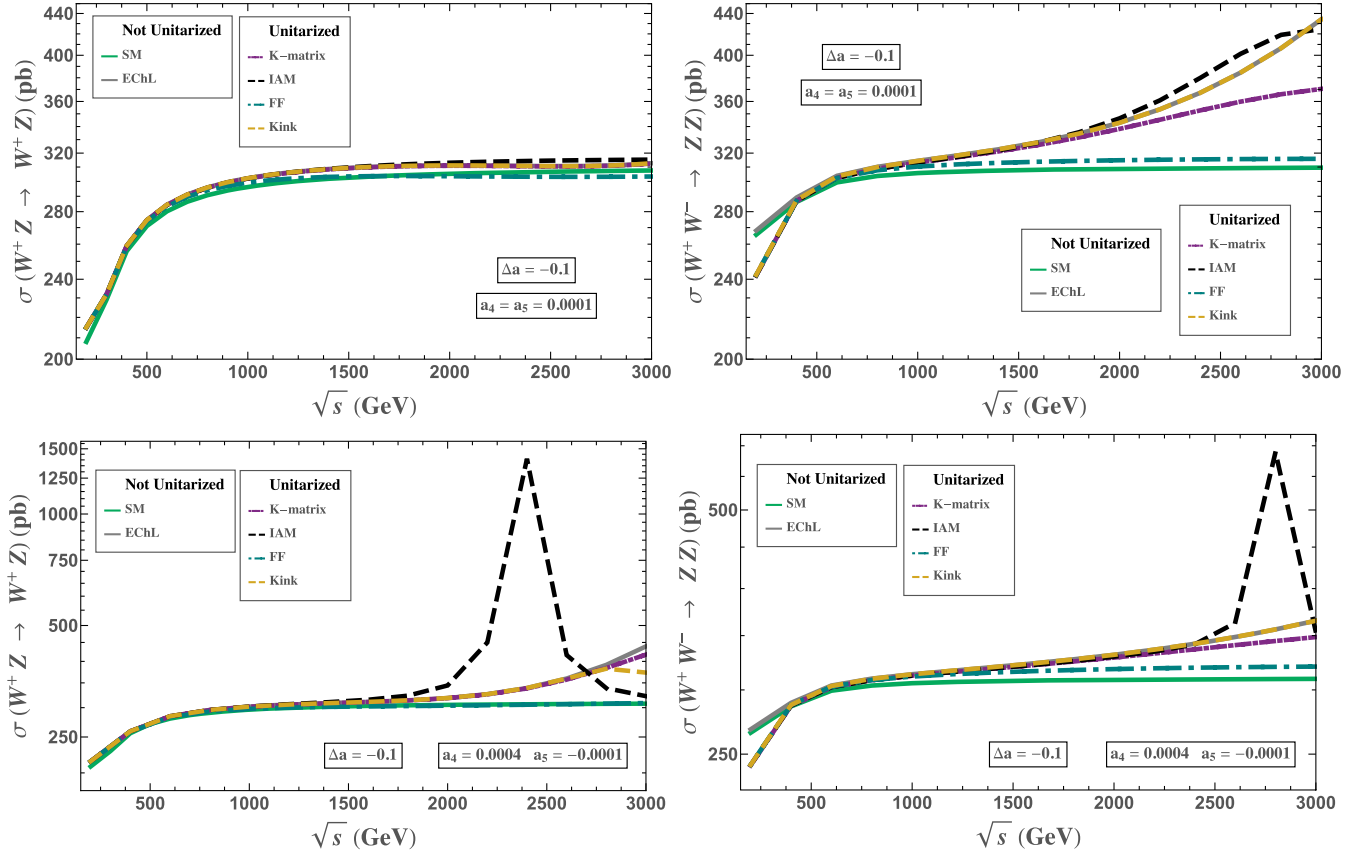 σ (W⁺ Z → W⁺ Z) (pb)
440
400
360
320
280
240
200
Not Unitarized
SM
EChL
Unitarized
K−matrix
IAM
FF
Kink
Δa = −0.1
a₄ = a₅ = 0.0001
500 1000 1500 2000 2500 3000
√s (GeV)
σ (W⁺ W⁻ → Z Z) (pb)
440
400
360
320
280
240
200
Δa = −0.1
a₄ = a₅ = 0.0001
Not Unitarized
SM
EChL
Unitarized
K−matrix
IAM
FF
Kink
500 1000 1500 2000 2500 3000
√s (GeV)
σ (W⁺ Z → W⁺ Z) (pb)
1500
1250
1000
750
500
250
Not Unitarized
SM
EChL
Unitarized
K−matrix
IAM
FF
Kink
Δa = −0.1 a₄ = 0.0004 a₅ = −0.0001
500 1000 1500 2000 2500 3000
√s (GeV)
σ (W⁺ W⁻ → Z Z) (pb)
500
250
Not Unitarized
SM
EChL
Unitarized
K−matrix
IAM
FF
Kink
Δa = −0.1 a₄ = 0.0004 a₅ = −0.0001
500 1000 1500 2000 2500 3000
√s (GeV)